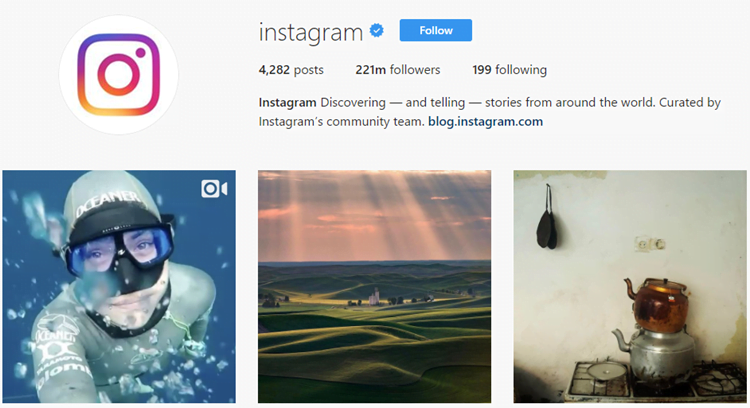 instagram
Follow
4,282 posts 221m followers 199 following
Instagram Discovering — and telling — stories from around the world. Curated by
Instagram's community team. blog.instagram.com
OCEANER
OCEANER